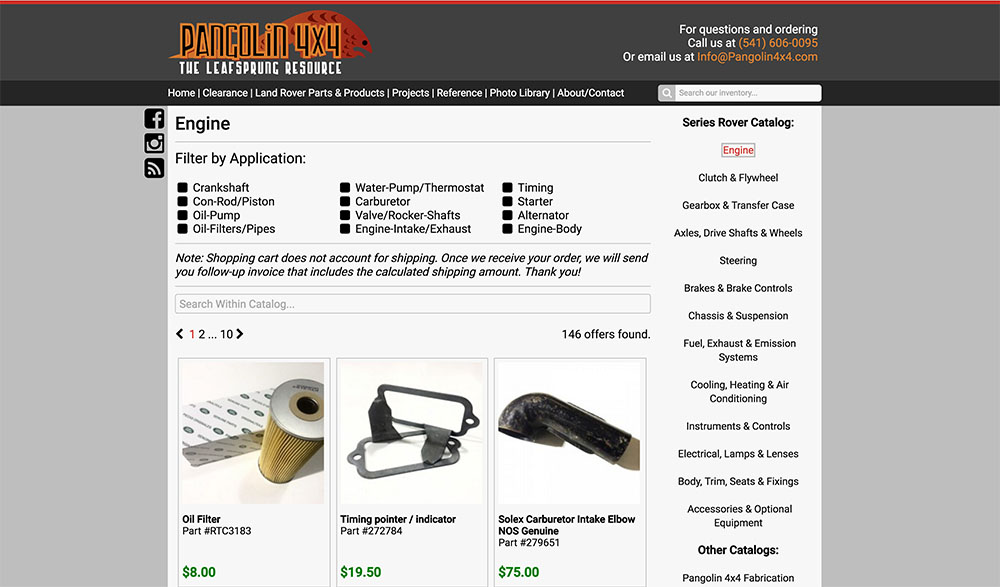 PANGOLIN 4X4
THE LEAFSPRUNG RESOURCE
For questions and ordering
Call us at (541) 606-0095
Or email us at Info@Pangolin4x4.com
Home | Clearance | Land Rover Parts & Products | Projects | Reference | Photo Library | About/Contact
Search our inventory...
Engine
Filter by Application:
Crankshaft
Con-Rod/Piston
Oil-Pump
Oil-Filters/Pipes
Water-Pump/Thermostat
Carburetor
Valve/Rocker-Shafts
Engine-Intake/Exhaust
Timing
Starter
Alternator
Engine-Body
Note: Shopping cart does not account for shipping. Once we receive your order, we will send
you follow-up invoice that includes the calculated shipping amount. Thank you!
Search Within Catalog...
1 2 ... 10
146 offers found.
Oil Filter
Part #RTC3183
$8.00
Timing pointer / indicator
Part #272784
$19.50
Solex Carburetor Intake Elbow
NOS Genuine
Part #279651
$75.00
Series Rover Catalog:
Engine
Clutch & Flywheel
Gearbox & Transfer Case
Axles, Drive Shafts & Wheels
Steering
Brakes & Brake Controls
Chassis & Suspension
Fuel, Exhaust & Emission
Systems
Cooling, Heating & Air
Conditioning
Instruments & Controls
Electrical, Lamps & Lenses
Body, Trim, Seats & Fixings
Accessories & Optional
Equipment
Other Catalogs:
Pangolin 4x4 Fabrication